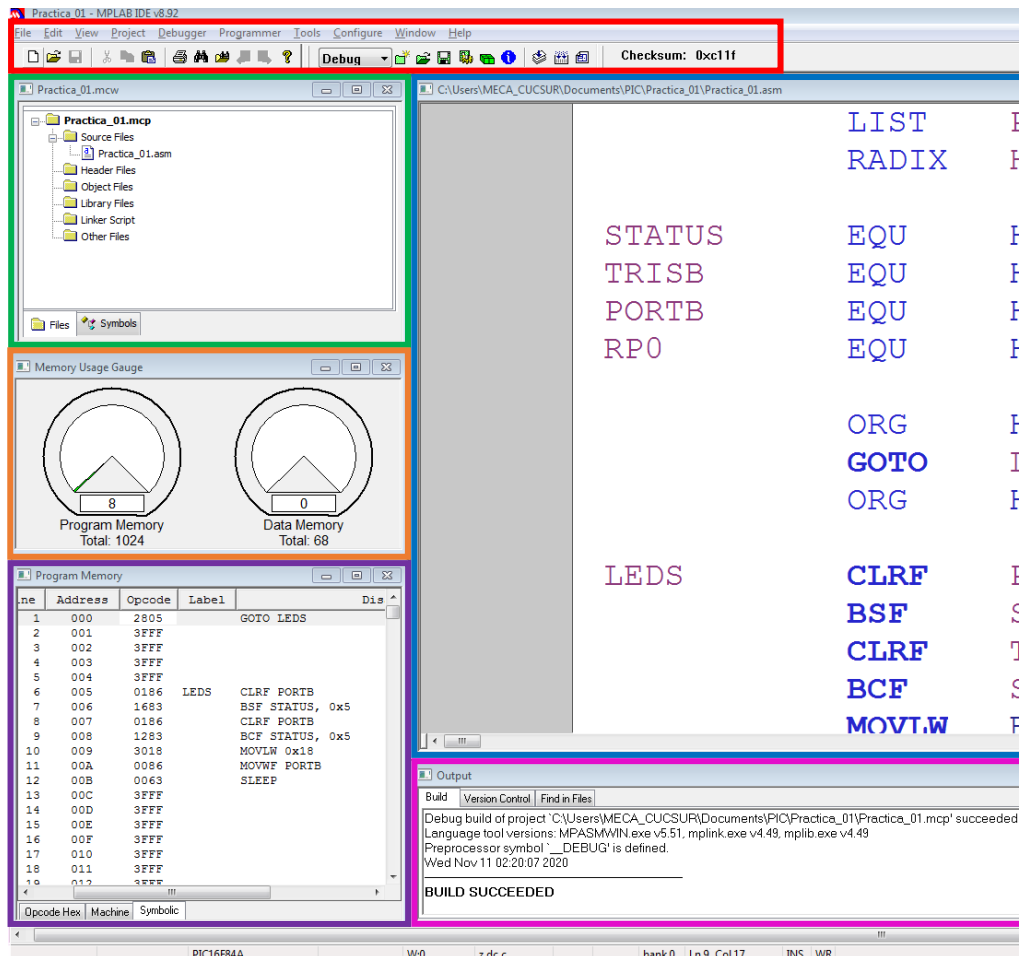 Practica_01 - MPLAB IDE v8.92
File Edit View Project Debugger Programmer Tools Configure Window Help
Debug
Checksum: 0xc11f
Practica_01.mcw
Practica_01.mcp
Source Files
Practica_01.asm
Header Files
Object Files
Library Files
Linker Script
Other Files
Files Symbols
Memory Usage Gauge
8
Program Memory
Total: 1024
0
Data Memory
Total: 68
Program Memory
Address Opcode Label Dis
1 000 2805 GOTO LEDS
2 001 3FFF
3 002 3FFF
4 003 3FFF
5 004 3FFF
6 005 0186 LEDS CLRF PORTB
7 006 1683 BSF STATUS, 0x5
8 007 0186 CLRF PORTB
9 008 1283 BCF STATUS, 0x5
10 009 3018 MOVLW 0x18
11 00A 0086 MOVWF PORTB
12 00B 0063 SLEEP
13 00C 3FFF
14 00D 3FFF
15 00E 3FFF
16 00F 3FFF
17 010 3FFF
18 011 3FFF
19 012 3FFF
Opcode Hex Machine Symbolic
C:\Users\MECA_CUCSUR\Documents\PIC\Practica_01\Practica_01.asm
LIST
RADIX
STATUS EQU
TRISB EQU
PORTB EQU
RP0 EQU
ORG
GOTO
ORG
LEDS CLRF
BSF
CLRF
BCF
MOVLW
Output
Build Version Control Find in Files
Debug build of project `C:\Users\MECA_CUCSUR\Documents\PIC\Practica_01\Practica_01.mcp' succeeded
Language tool versions: MPASMWIN.exe v5.51, mplink.exe v4.49, mplib.exe v4.49
Preprocessor symbol `__DEBUG' is defined.
Wed Nov 11 02:20:07 2020
BUILD SUCCEEDED
PIC16F84A W:0 z dc c bank 0 Ln 9, Col 17 INS WR